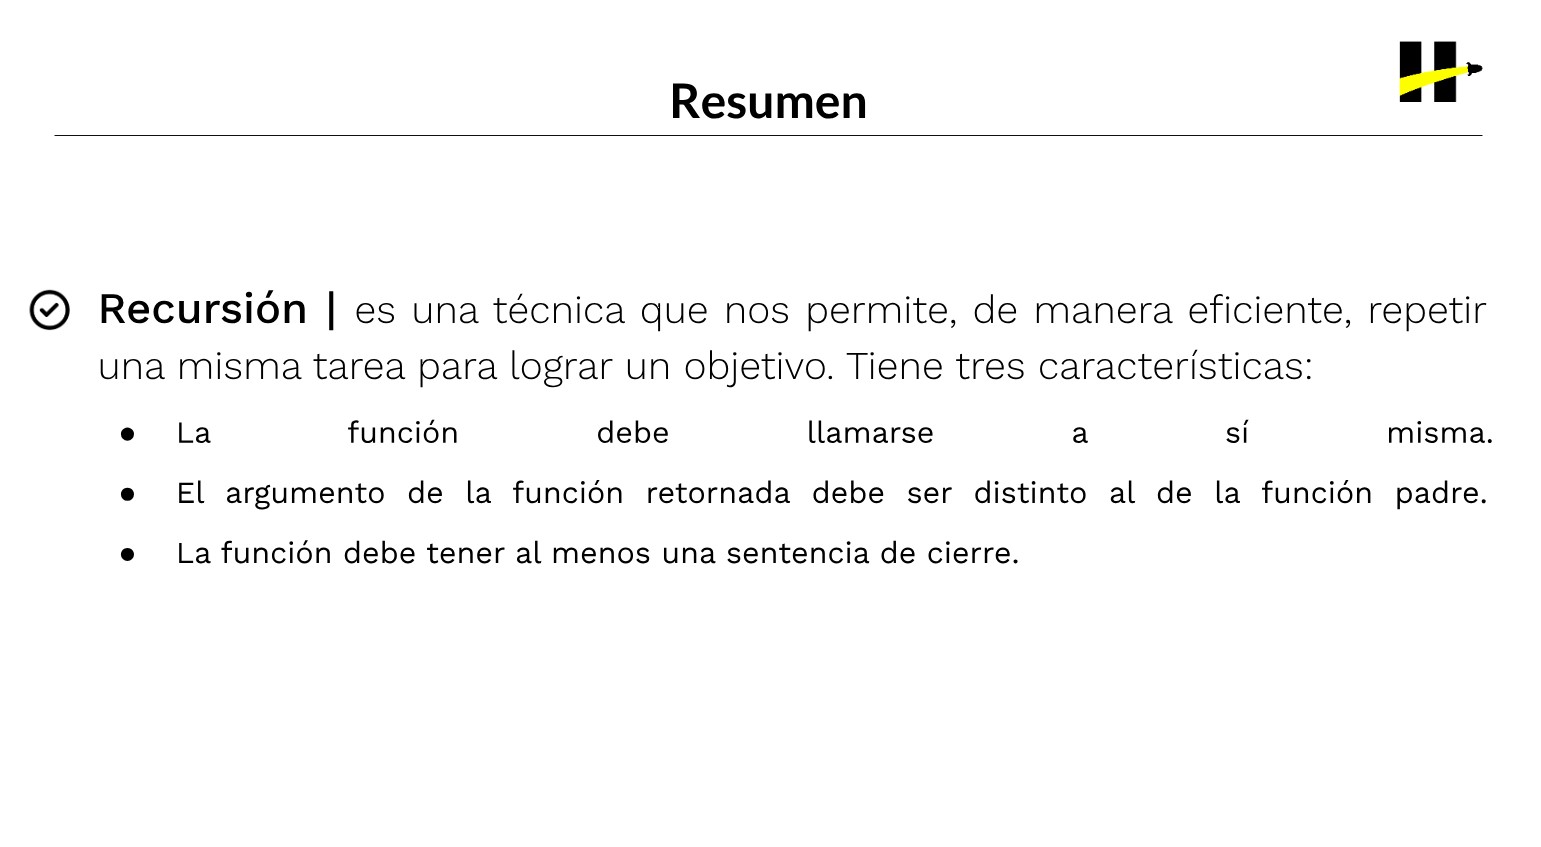 Resumen
Recursión | es una técnica que nos permite, de manera eficiente, repetir
una misma tarea para lograr un objetivo. Tiene tres características:
● La función debe llamarse a sí misma.
● El argumento de la función retornada debe ser distinto al de la función padre.
● La función debe tener al menos una sentencia de cierre.